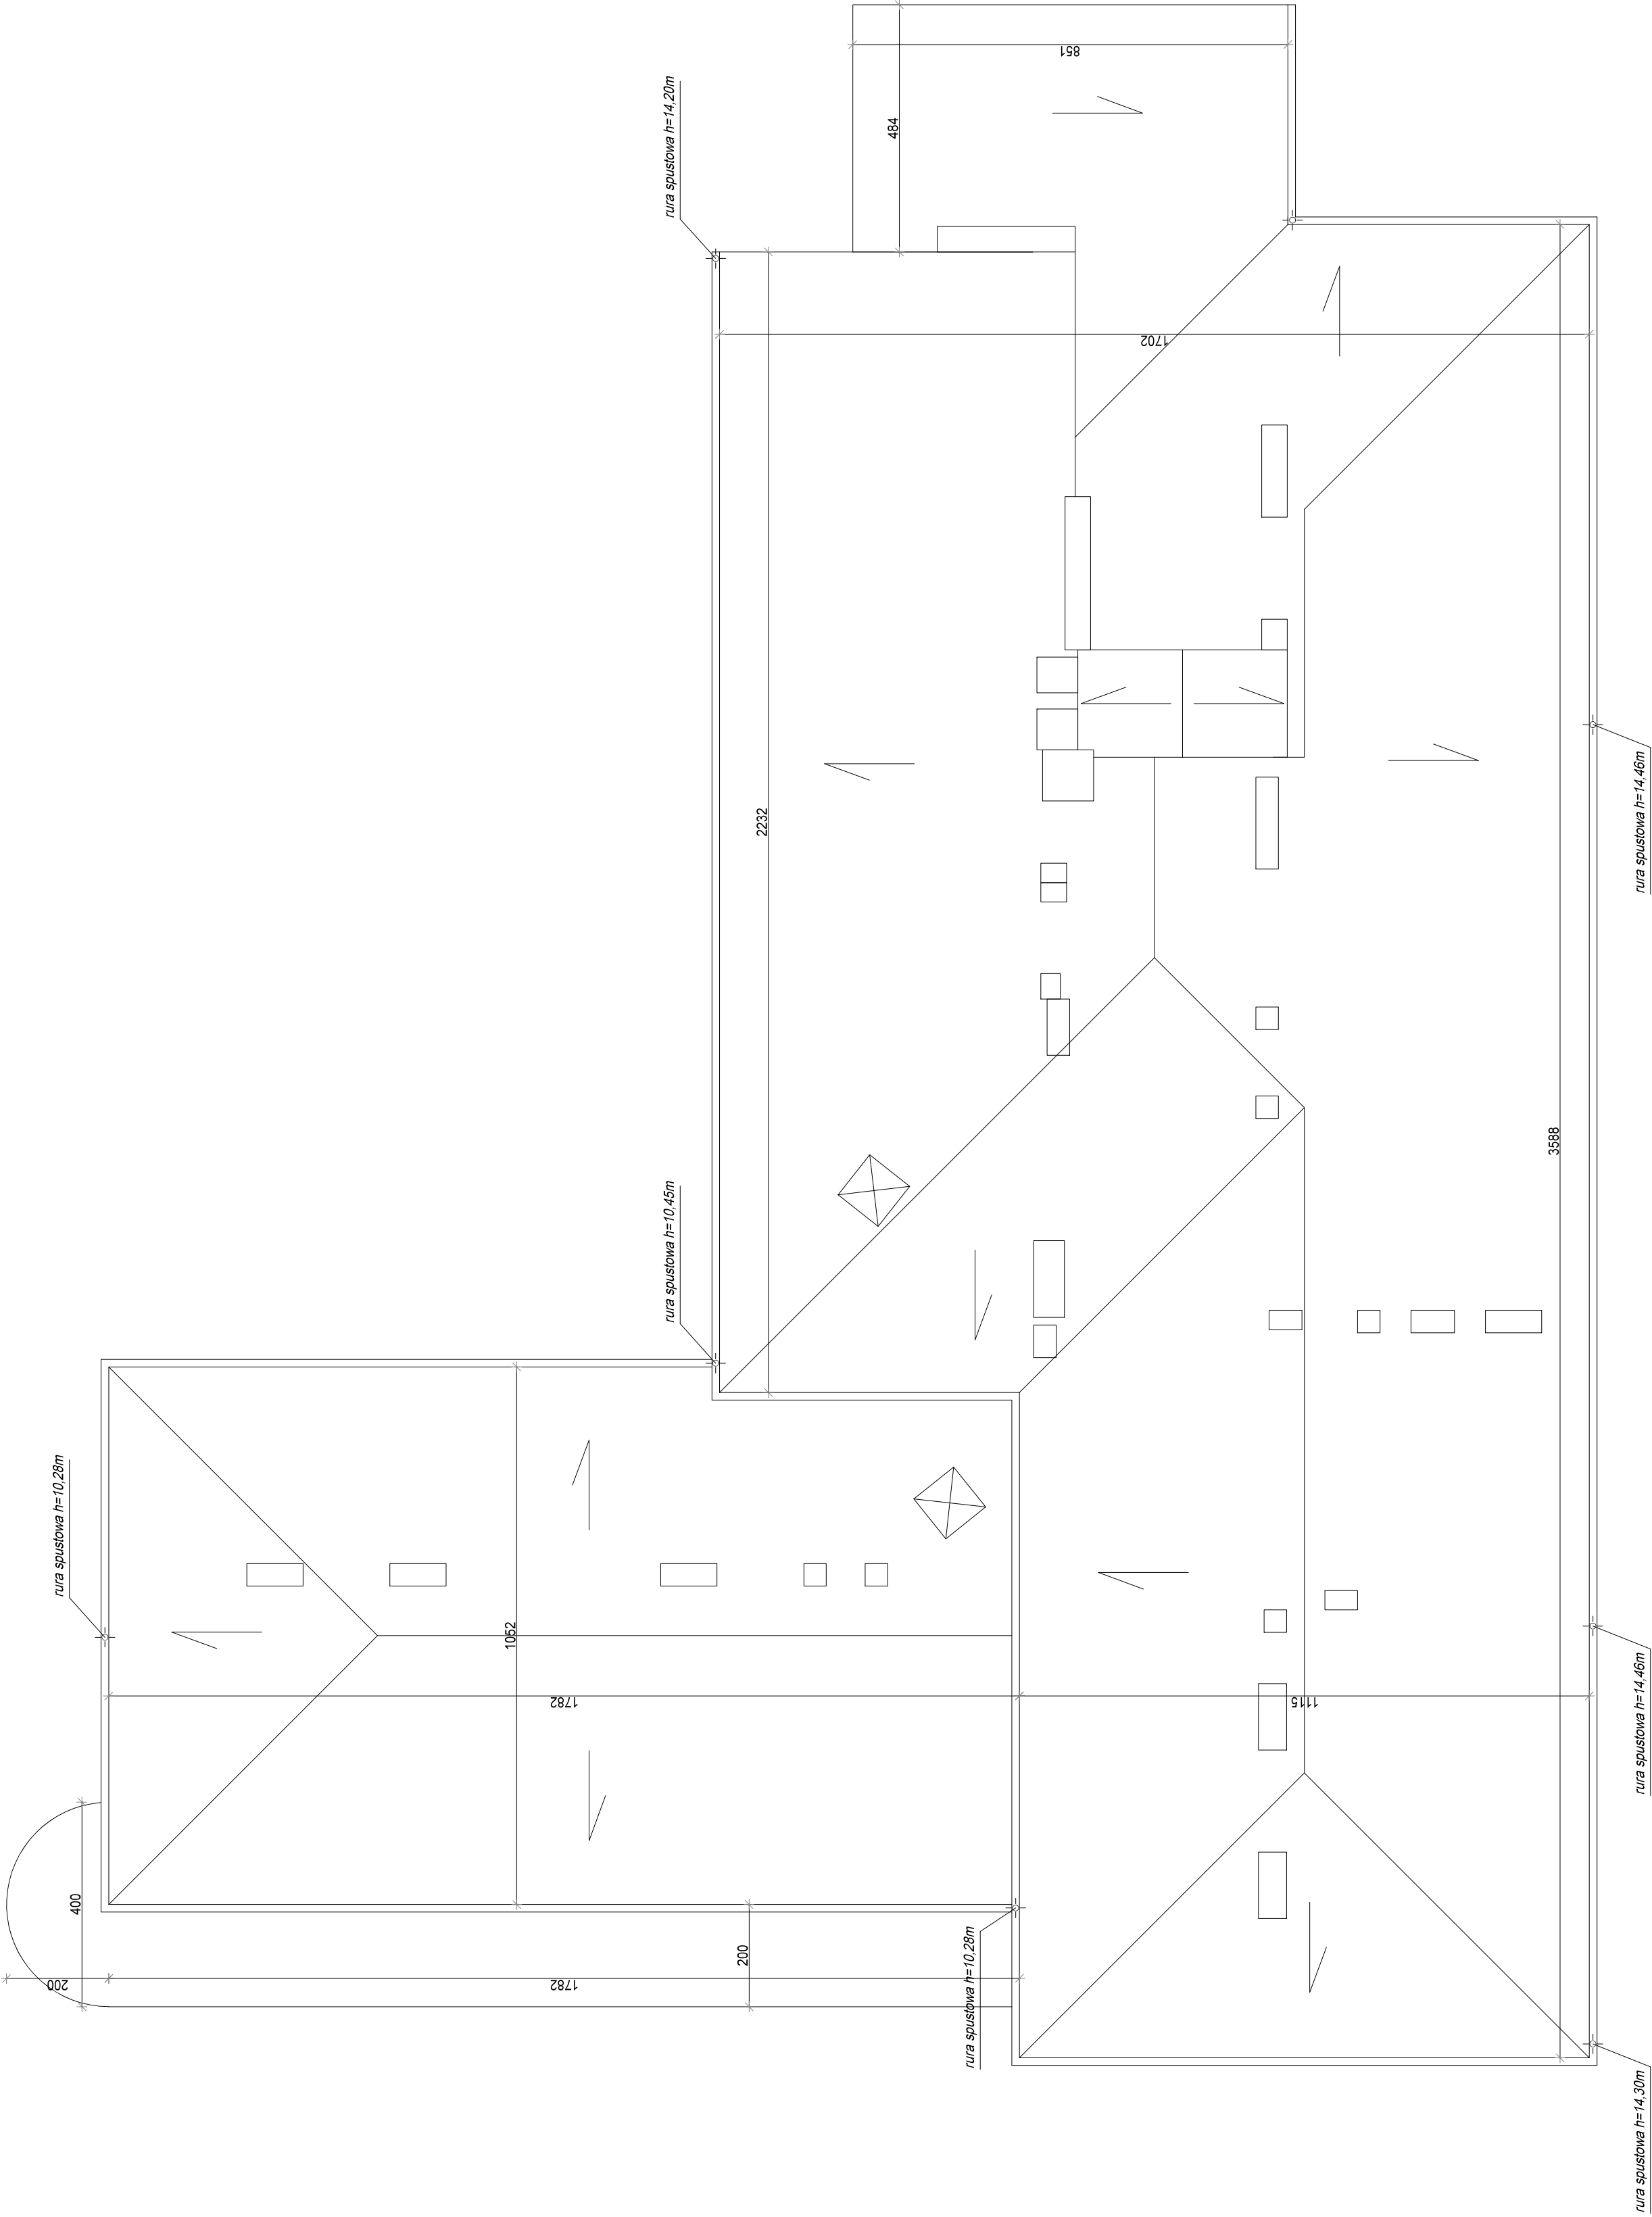 851
484
rura spustowa h=14,20m
1702
2232
rura spustowa h=14,46m
3588
rura spustowa h=10,45m
rura spustowa h=10,28m
1052
1782
1115
rura spustowa h=14,46m
400
200
200
1782
rura spustowa h=10,28m
rura spustowa h=14,30m